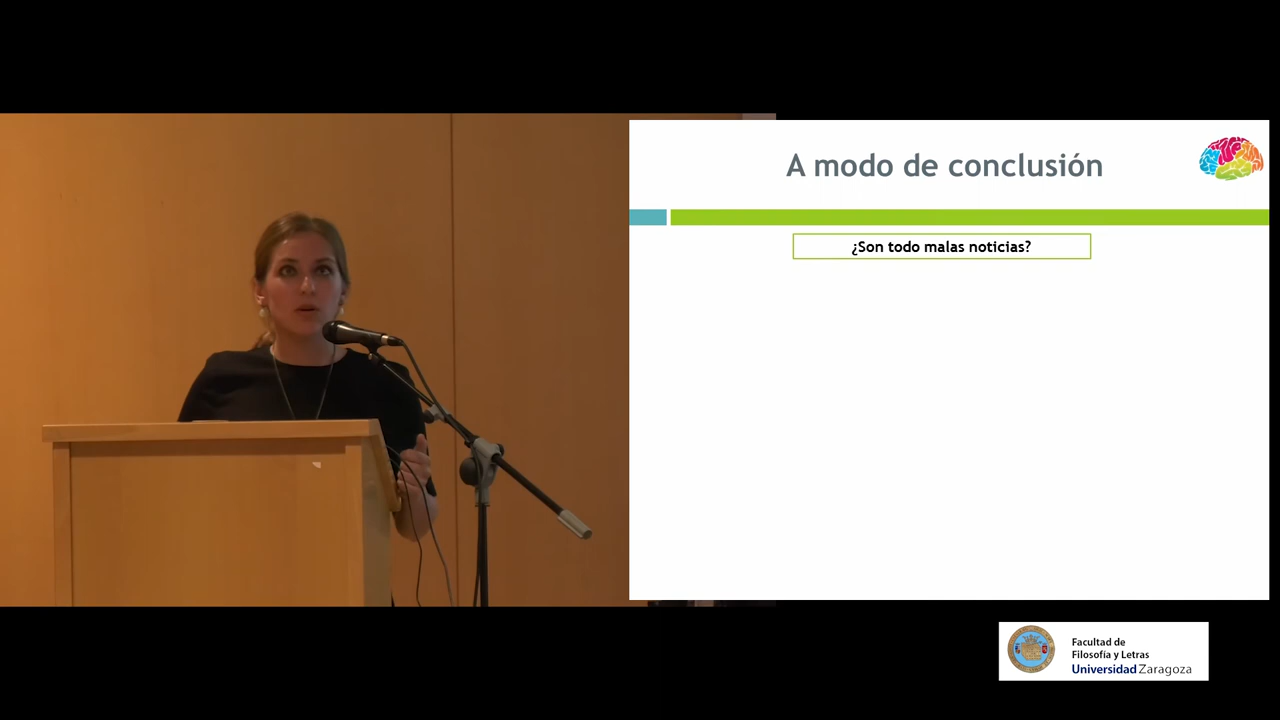 A modo de conclusión
¿Son todo malas noticias?
Facultad de
Filosofía y Letras
Universidad Zaragoza